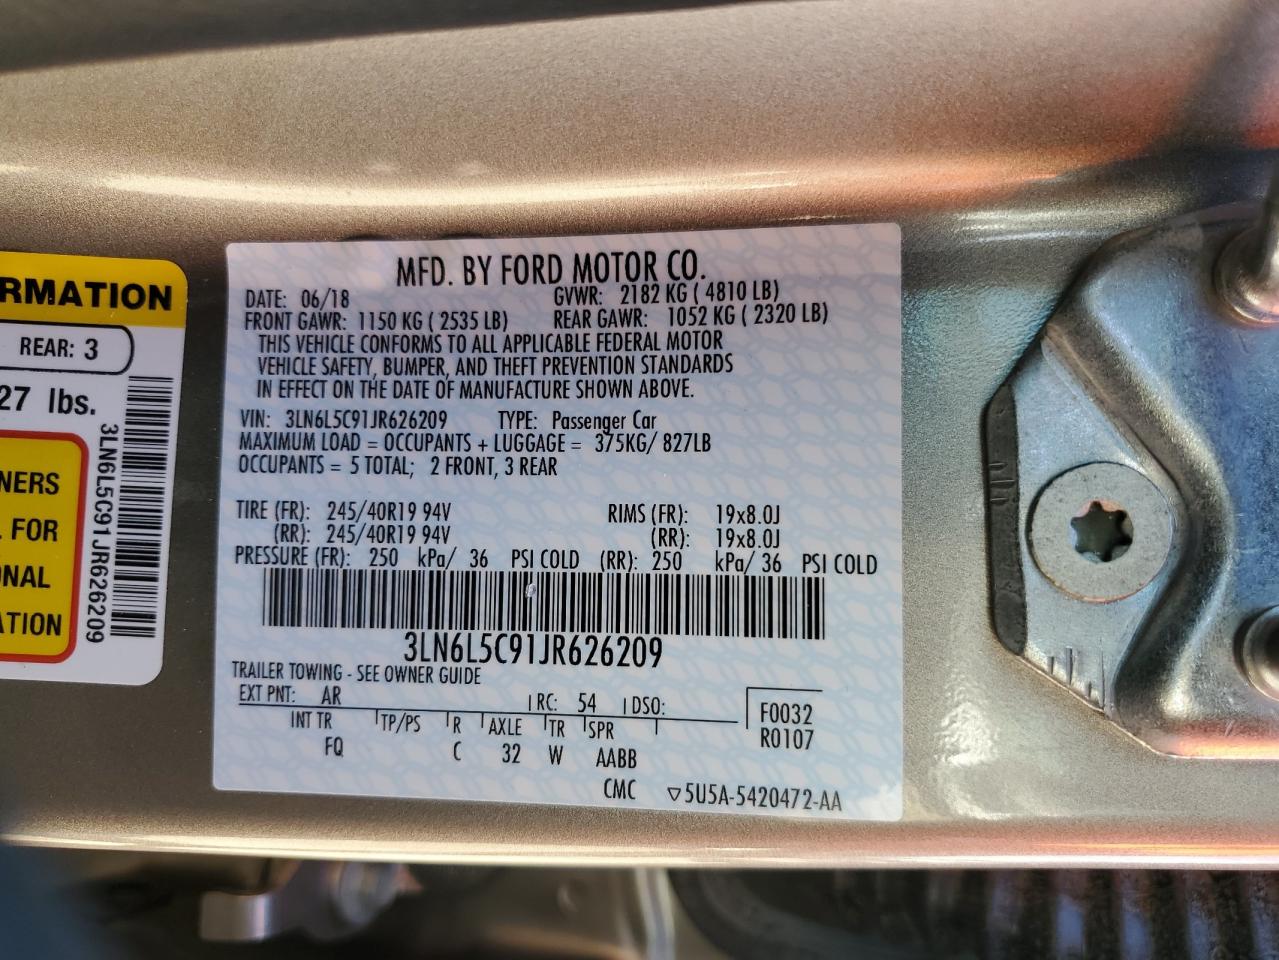 RMATION
REAR: 3
27 lbs.
NERS
FOR
ONAL
ATION
3LN6L5C91JR626209
MFD. BY FORD MOTOR CO.
DATE: 06/18 GVWR: 2182 KG ( 4810 LB)
FRONT GAWR: 1150 KG ( 2535 LB) REAR GAWR: 1052 KG ( 2320 LB)
THIS VEHICLE CONFORMS TO ALL APPLICABLE FEDERAL MOTOR
VEHICLE SAFETY, BUMPER, AND THEFT PREVENTION STANDARDS
IN EFFECT ON THE DATE OF MANUFACTURE SHOWN ABOVE.
VIN: 3LN6L5C91JR626209 TYPE: Passenger Car
MAXIMUM LOAD = OCCUPANTS + LUGGAGE = 375KG/ 827LB
OCCUPANTS = 5 TOTAL; 2 FRONT, 3 REAR
TIRE (FR): 245/40R19 94V RIMS (FR): 19x8.0J
(RR): 245/40R19 94V (RR): 19x8.0J
PRESSURE (FR): 250 kPa/ 36 PSI COLD (RR): 250 kPa/ 36 PSI COLD
3LN6L5C91JR626209
TRAILER TOWING - SEE OWNER GUIDE
EXT PNT: AR RC: 54 DSO: F0032
INT TR TP/PS R AXLE TR SPR R0107
FQ C 32 W AABB
CMC ▽5U5A-5420472-AA